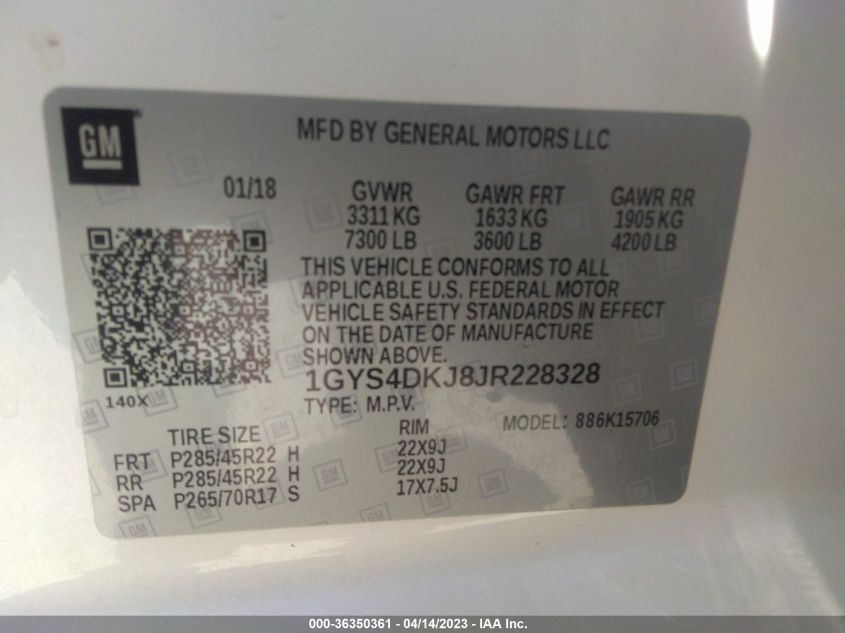 GM
MFD BY GENERAL MOTORS LLC
01/18 GVWR GAWR FRT GAWR RR
3311 KG 1633 KG 1905 KG
7300 LB 3600 LB 4200 LB
THIS VEHICLE CONFORMS TO ALL
APPLICABLE U.S. FEDERAL MOTOR
VEHICLE SAFETY STANDARDS IN EFFECT
ON THE DATE OF MANUFACTURE
SHOWN ABOVE.
1GYS4DKJ8JR228328
140X
TYPE: M.P.V. MODEL: 886K15706
TIRE SIZE RIM
FRT P285/45R22 H 22X9J
RR P285/45R22 H 22X9J
SPA P265/70R17 S 17X7.5J
000-36350361 - 04/14/2023 - IAA Inc.